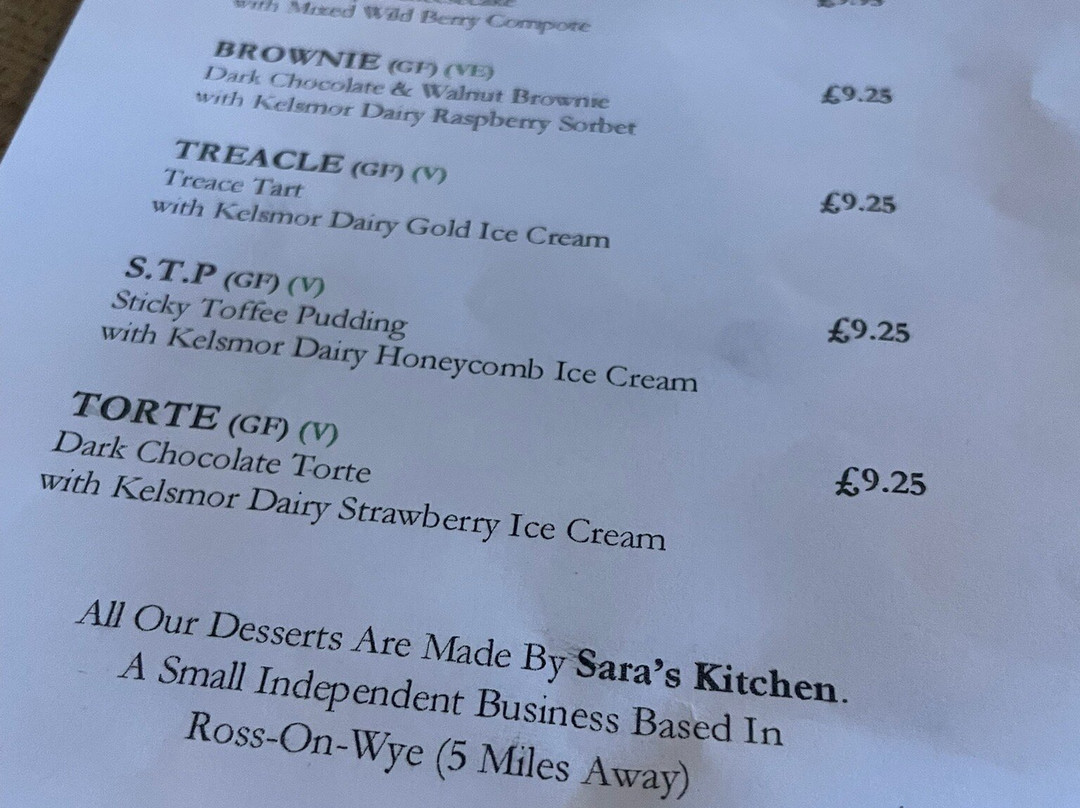 with Mixed Wild Berry Compote
BROWNIE (GF) (VE)
Dark Chocolate & Walnut Brownie £9.25
with Kelsmor Dairy Raspberry Sorbet
TREACLE (GF) (V)
Treace Tart £9.25
with Kelsmor Dairy Gold Ice Cream
S.T.P (GF) (V)
Sticky Toffee Pudding £9.25
with Kelsmor Dairy Honeycomb Ice Cream
TORTE (GF) (V)
Dark Chocolate Torte £9.25
with Kelsmor Dairy Strawberry Ice Cream
All Our Desserts Are Made By Sara's Kitchen.
A Small Independent Business Based In
Ross-On-Wye (5 Miles Away)